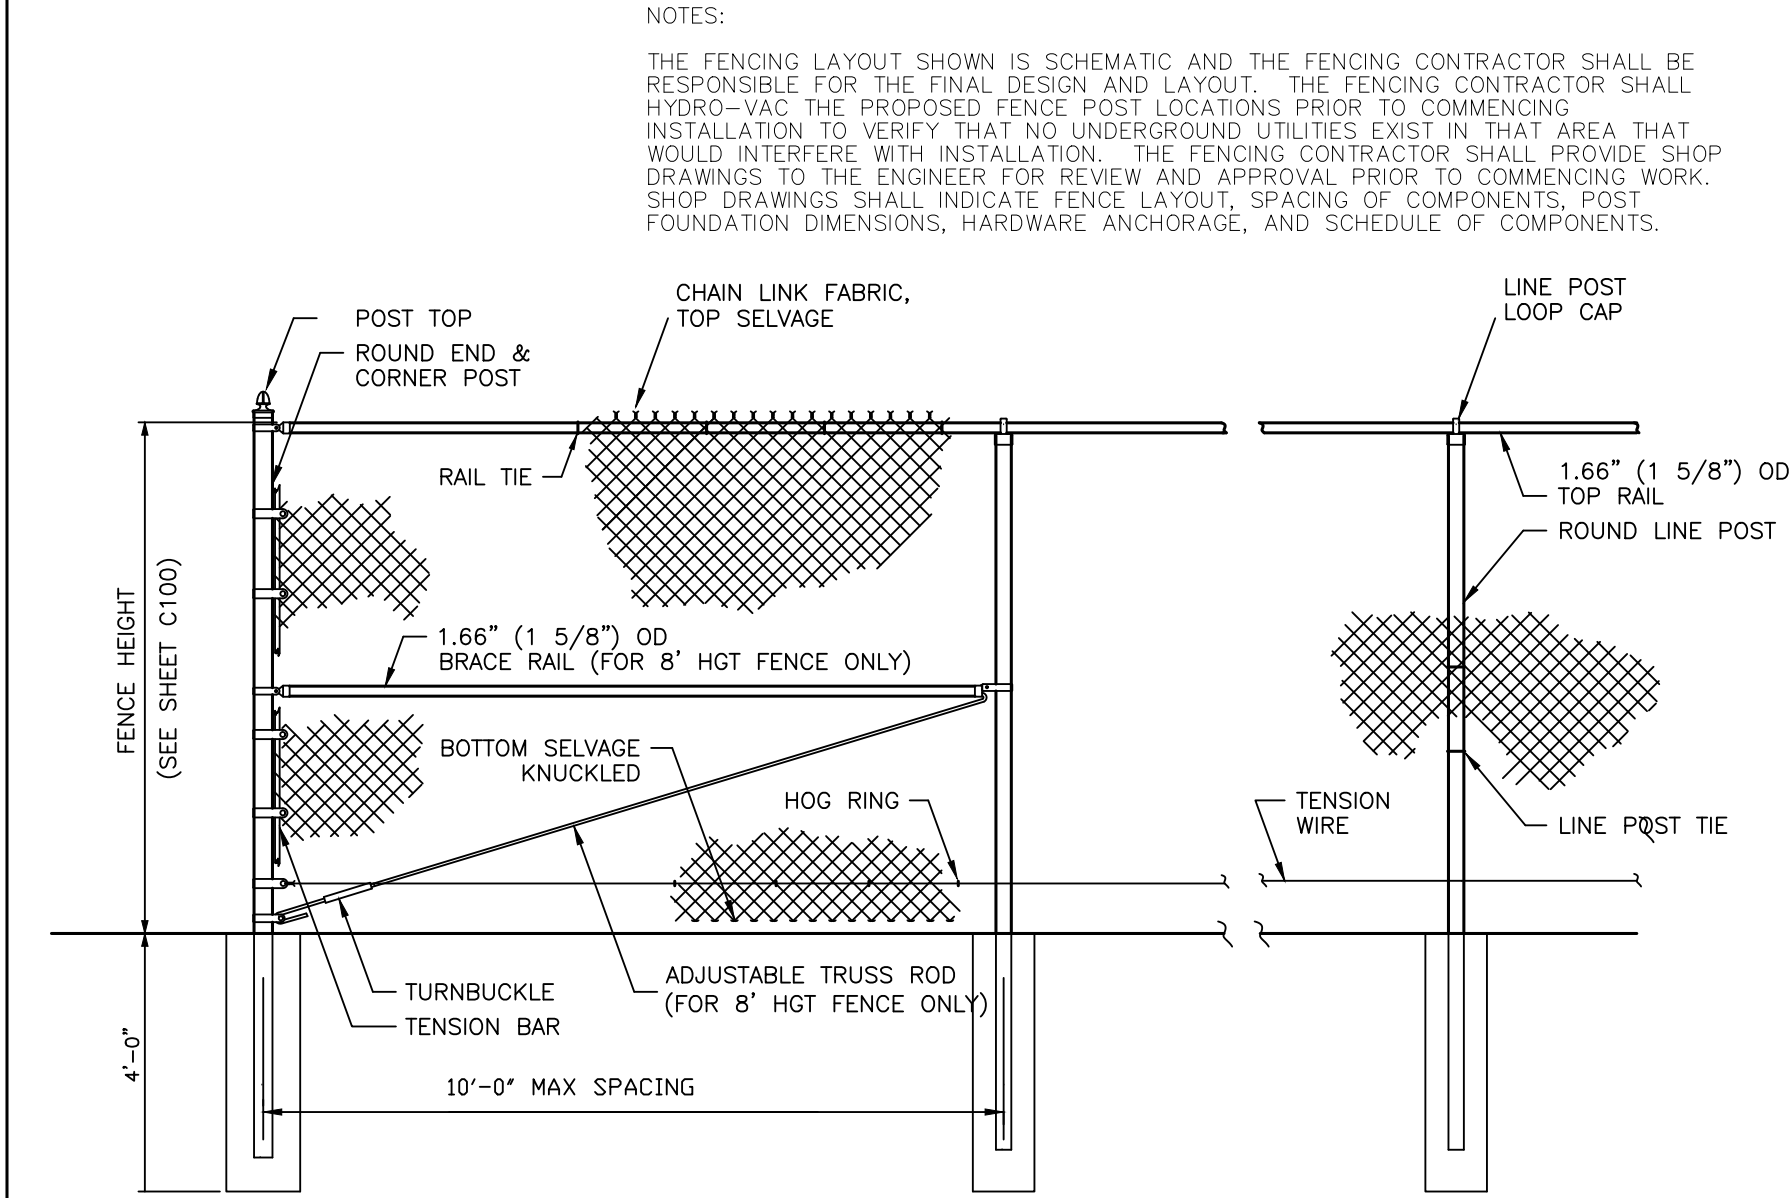 NOTES:
THE FENCING LAYOUT SHOWN IS SCHEMATIC AND THE FENCING CONTRACTOR SHALL BE
RESPONSIBLE FOR THE FINAL DESIGN AND LAYOUT. THE FENCING CONTRACTOR SHALL
HYDRO-VAC THE PROPOSED FENCE POST LOCATIONS PRIOR TO COMMENCING
INSTALLATION TO VERIFY THAT NO UNDERGROUND UTILITIES EXIST IN THAT AREA THAT
WOULD INTERFERE WITH INSTALLATION. THE FENCING CONTRACTOR SHALL PROVIDE SHOP
DRAWINGS TO THE ENGINEER FOR REVIEW AND APPROVAL PRIOR TO COMMENCING WORK.
SHOP DRAWINGS SHALL INDICATE FENCE LAYOUT, SPACING OF COMPONENTS, POST
FOUNDATION DIMENSIONS, HARDWARE ANCHORAGE, AND SCHEDULE OF COMPONENTS.
CHAIN LINK FABRIC,
TOP SELVAGE
LINE POST
LOOP CAP
POST TOP
ROUND END &
CORNER POST
RAIL TIE
1.66" (1 5/8") OD
TOP RAIL
ROUND LINE POST
FENCE HEIGHT
(SEE SHEET C100)
1.66" (1 5/8") OD
BRACE RAIL (FOR 8' HGT FENCE ONLY)
BOTTOM SELVAGE
KNUCKLED
HOG RING
TENSION
WIRE
LINE POST TIE
TURNBUCKLE
TENSION BAR
ADJUSTABLE TRUSS ROD
(FOR 8' HGT FENCE ONLY)
4'-0"
10'-0" MAX SPACING